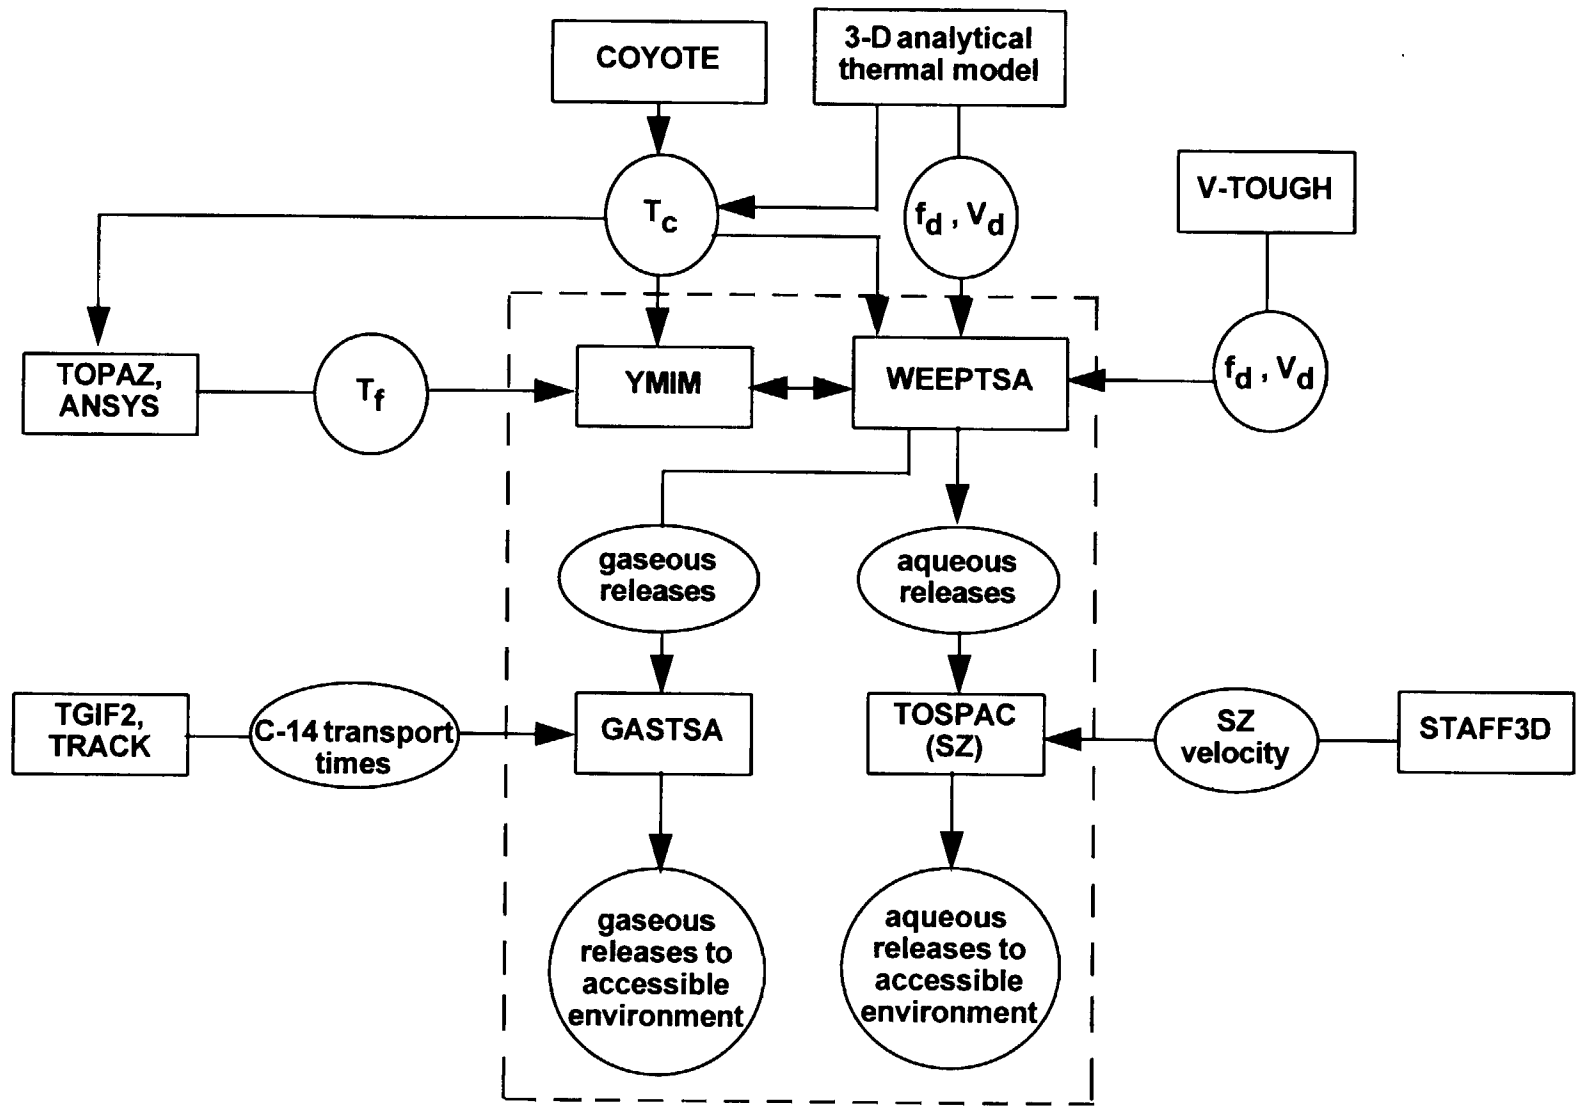 COYOTE
3-D analytical
thermal model
V-TOUGH
Tc
fd , Vd
TOPAZ,
ANSYS
Tf
YMIM
WEEPTSA
fd , Vd
gaseous
releases
aqueous
releases
TGIF2,
TRACK
C-14 transport
times
GASTSA
TOSPAC
(SZ)
SZ
velocity
STAFF3D
gaseous
releases to
accessible
environment
aqueous
releases to
accessible
environment